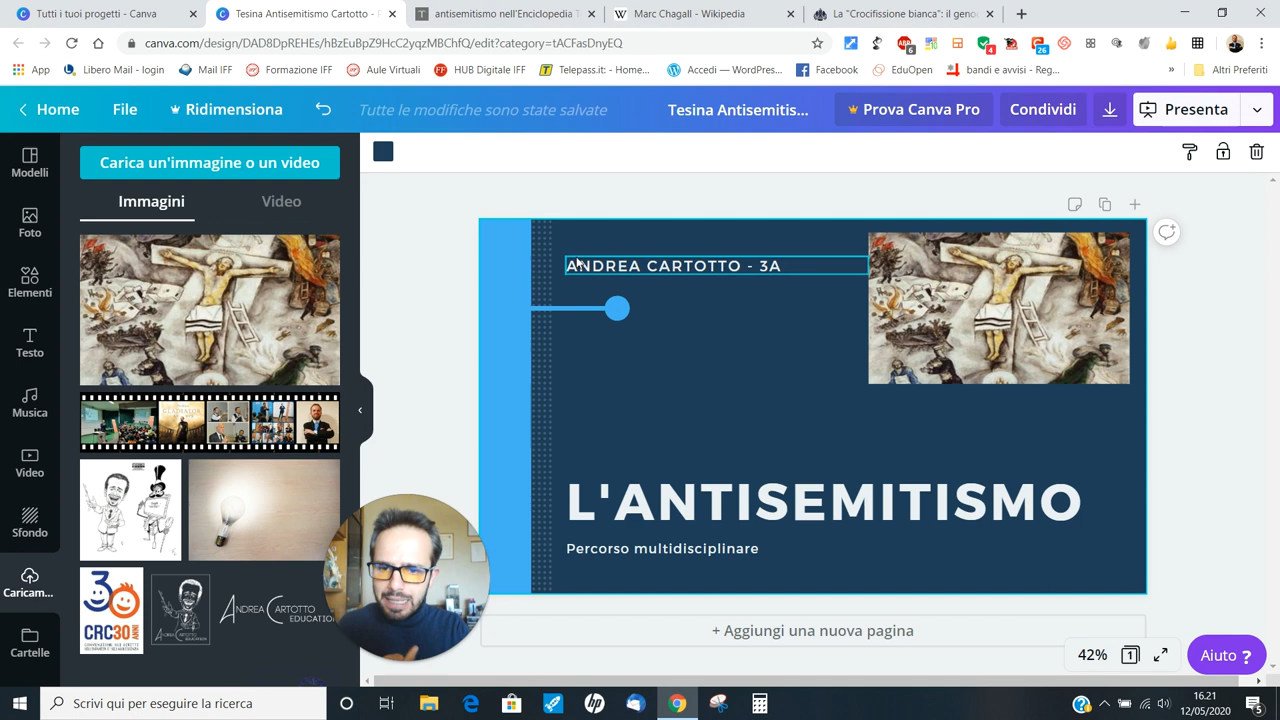 Tutti i tuoi progetti - Canva
Andrea Cartotto Antisemitismo -
antisemitismo nell'Enciclopedia T
Marc Chagall - Wikipedia
La "Crocifissione bianca": il geno
canva.com/design/DAD8DpREHEs/hBzEuBpZ9HcC2yqzMBChfQ/edit?category=tACFasDnyEQ
App
Libero Mail - login
Mail IFF
Formazione IFF
Aule Virtuali
HUB Digitale IFF
Telepass.it: - Home...
Accedi — WordPres...
Facebook
EduOpen
bandi e avvisi - Reg...
»
Altri Preferiti
Home
File
Ridimensiona
Tutte le modifiche sono state salvate
Tesina Antisemitis...
Prova Canva Pro
Condividi
Presenta
Modelli
Foto
Elementi
Testo
Musica
Video
Sfondo
Caricam...
Cartelle
Carica un'immagine o un video
Immagini
Video
30
CRC30ANNI
ANDREA CARTOTTO
EDUCATION
ANDREA CARTOTTO - 3A
L'ANTISEMITISMO
Percorso multidisciplinare
+ Aggiungi una nuova pagina
42%
1
Aiuto ?
Scrivi qui per eseguire la ricerca
16.21
12/05/2020
5